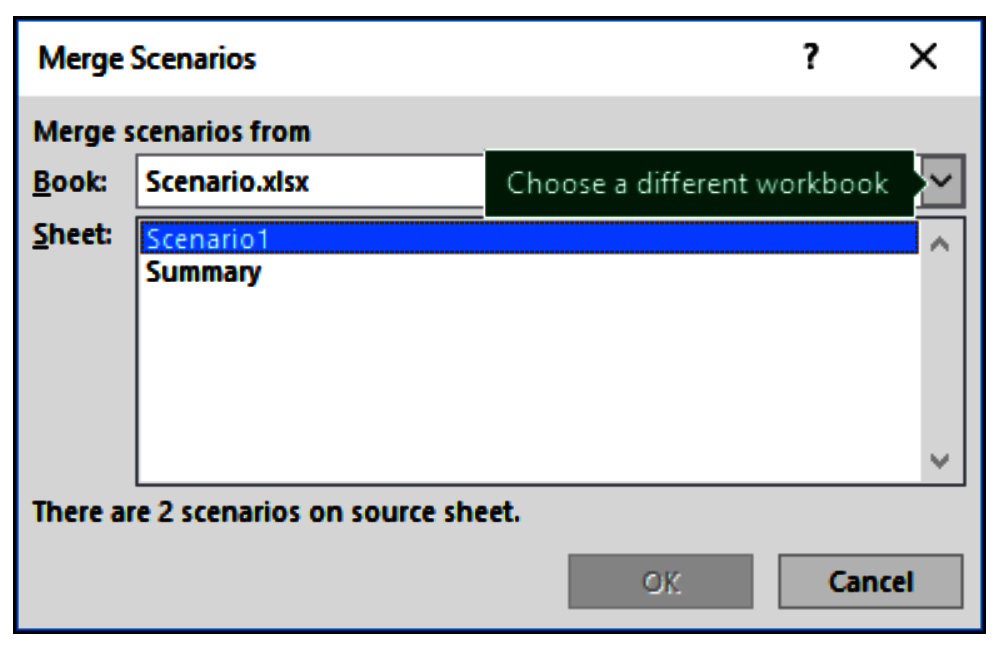 Merge Scenarios ?
Merge scenarios from
Book: Scenario.xlsx Choose a different workbook
Sheet: Scenario1
Summary
There are 2 scenarios on source sheet.
OK Cancel